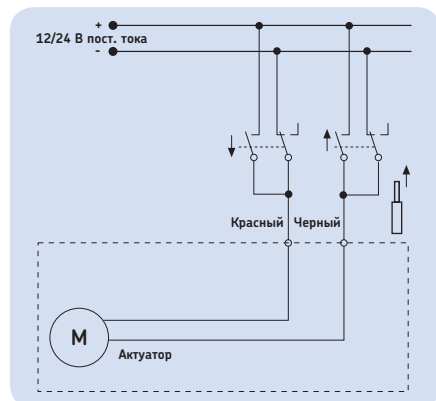 +
12/24 В пост. тока
-
Красный Черный
M
Актуатор